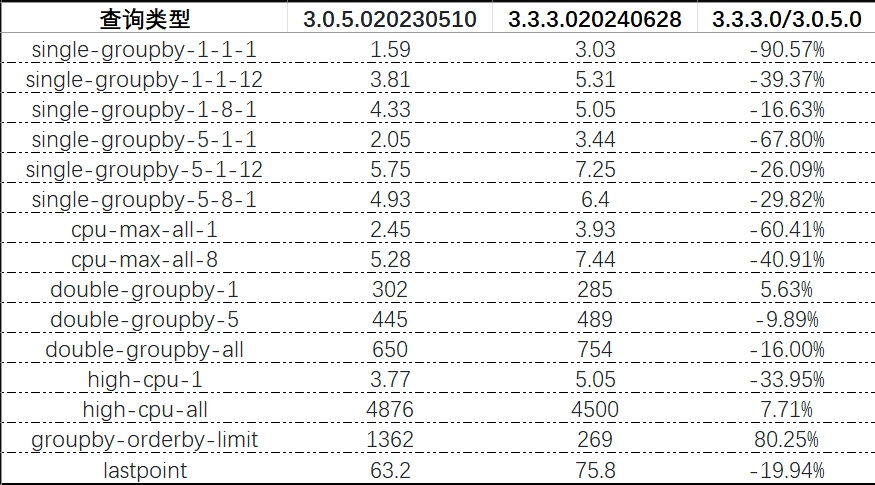 查询类型 3.0.5.020230510 3.3.3.020240628 3.3.3.0/3.0.5.0
single-groupby-1-1-1 1.59 3.03 -90.57%
single-groupby-1-1-12 3.81 5.31 -39.37%
single-groupby-1-8-1 4.33 5.05 -16.63%
single-groupby-5-1-1 2.05 3.44 -67.80%
single-groupby-5-1-12 5.75 7.25 -26.09%
single-groupby-5-8-1 4.93 6.4 -29.82%
cpu-max-all-1 2.45 3.93 -60.41%
cpu-max-all-8 5.28 7.44 -40.91%
double-groupby-1 302 285 5.63%
double-groupby-5 445 489 -9.89%
double-groupby-all 650 754 -16.00%
high-cpu-1 3.77 5.05 -33.95%
high-cpu-all 4876 4500 7.71%
groupby-orderby-limit 1362 269 80.25%
lastpoint 63.2 75.8 -19.94%